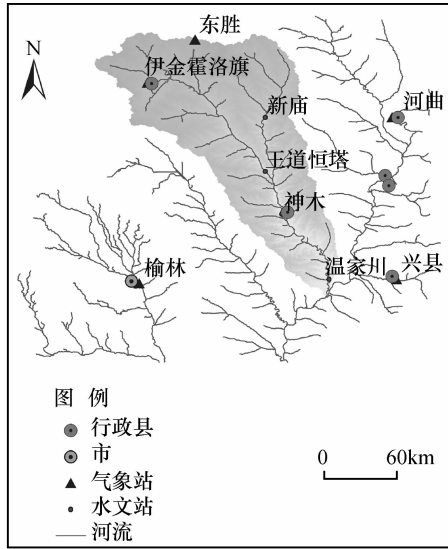 N
东胜
伊金霍洛旗
新庙
河曲
王道恒塔
神木
榆林
温家川
兴县
图 例
行政县
市
气象站
水文站
河流
0 60km